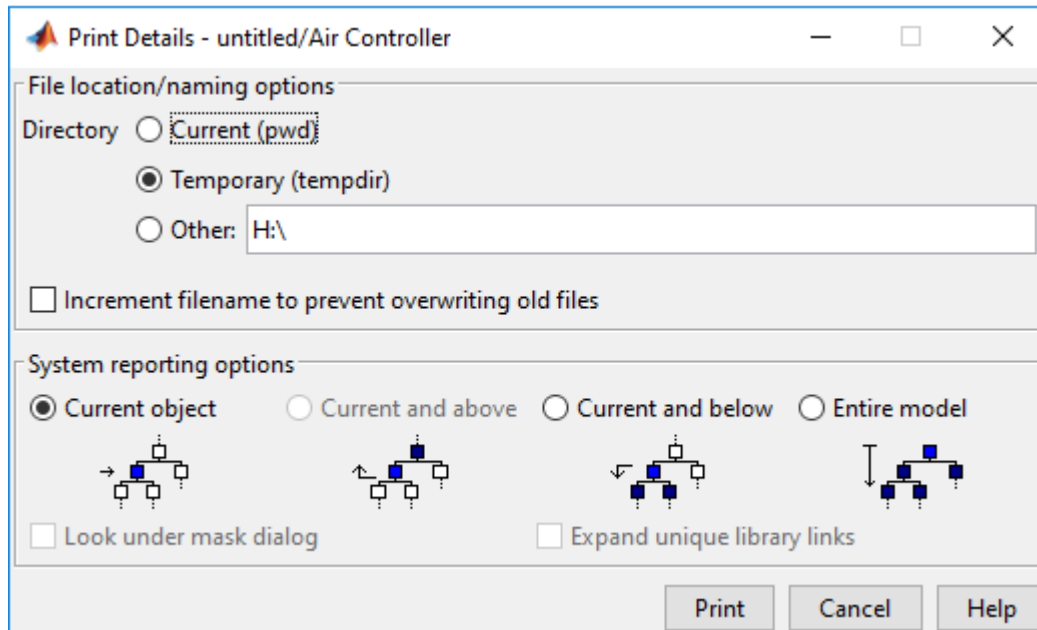 Print Details - untitled/Air Controller
File location/naming options
Directory Current (pwd)
Temporary (tempdir)
Other: H:\
Increment filename to prevent overwriting old files
System reporting options
Current object Current and above Current and below Entire model
Look under mask dialog Expand unique library links
Print Cancel Help